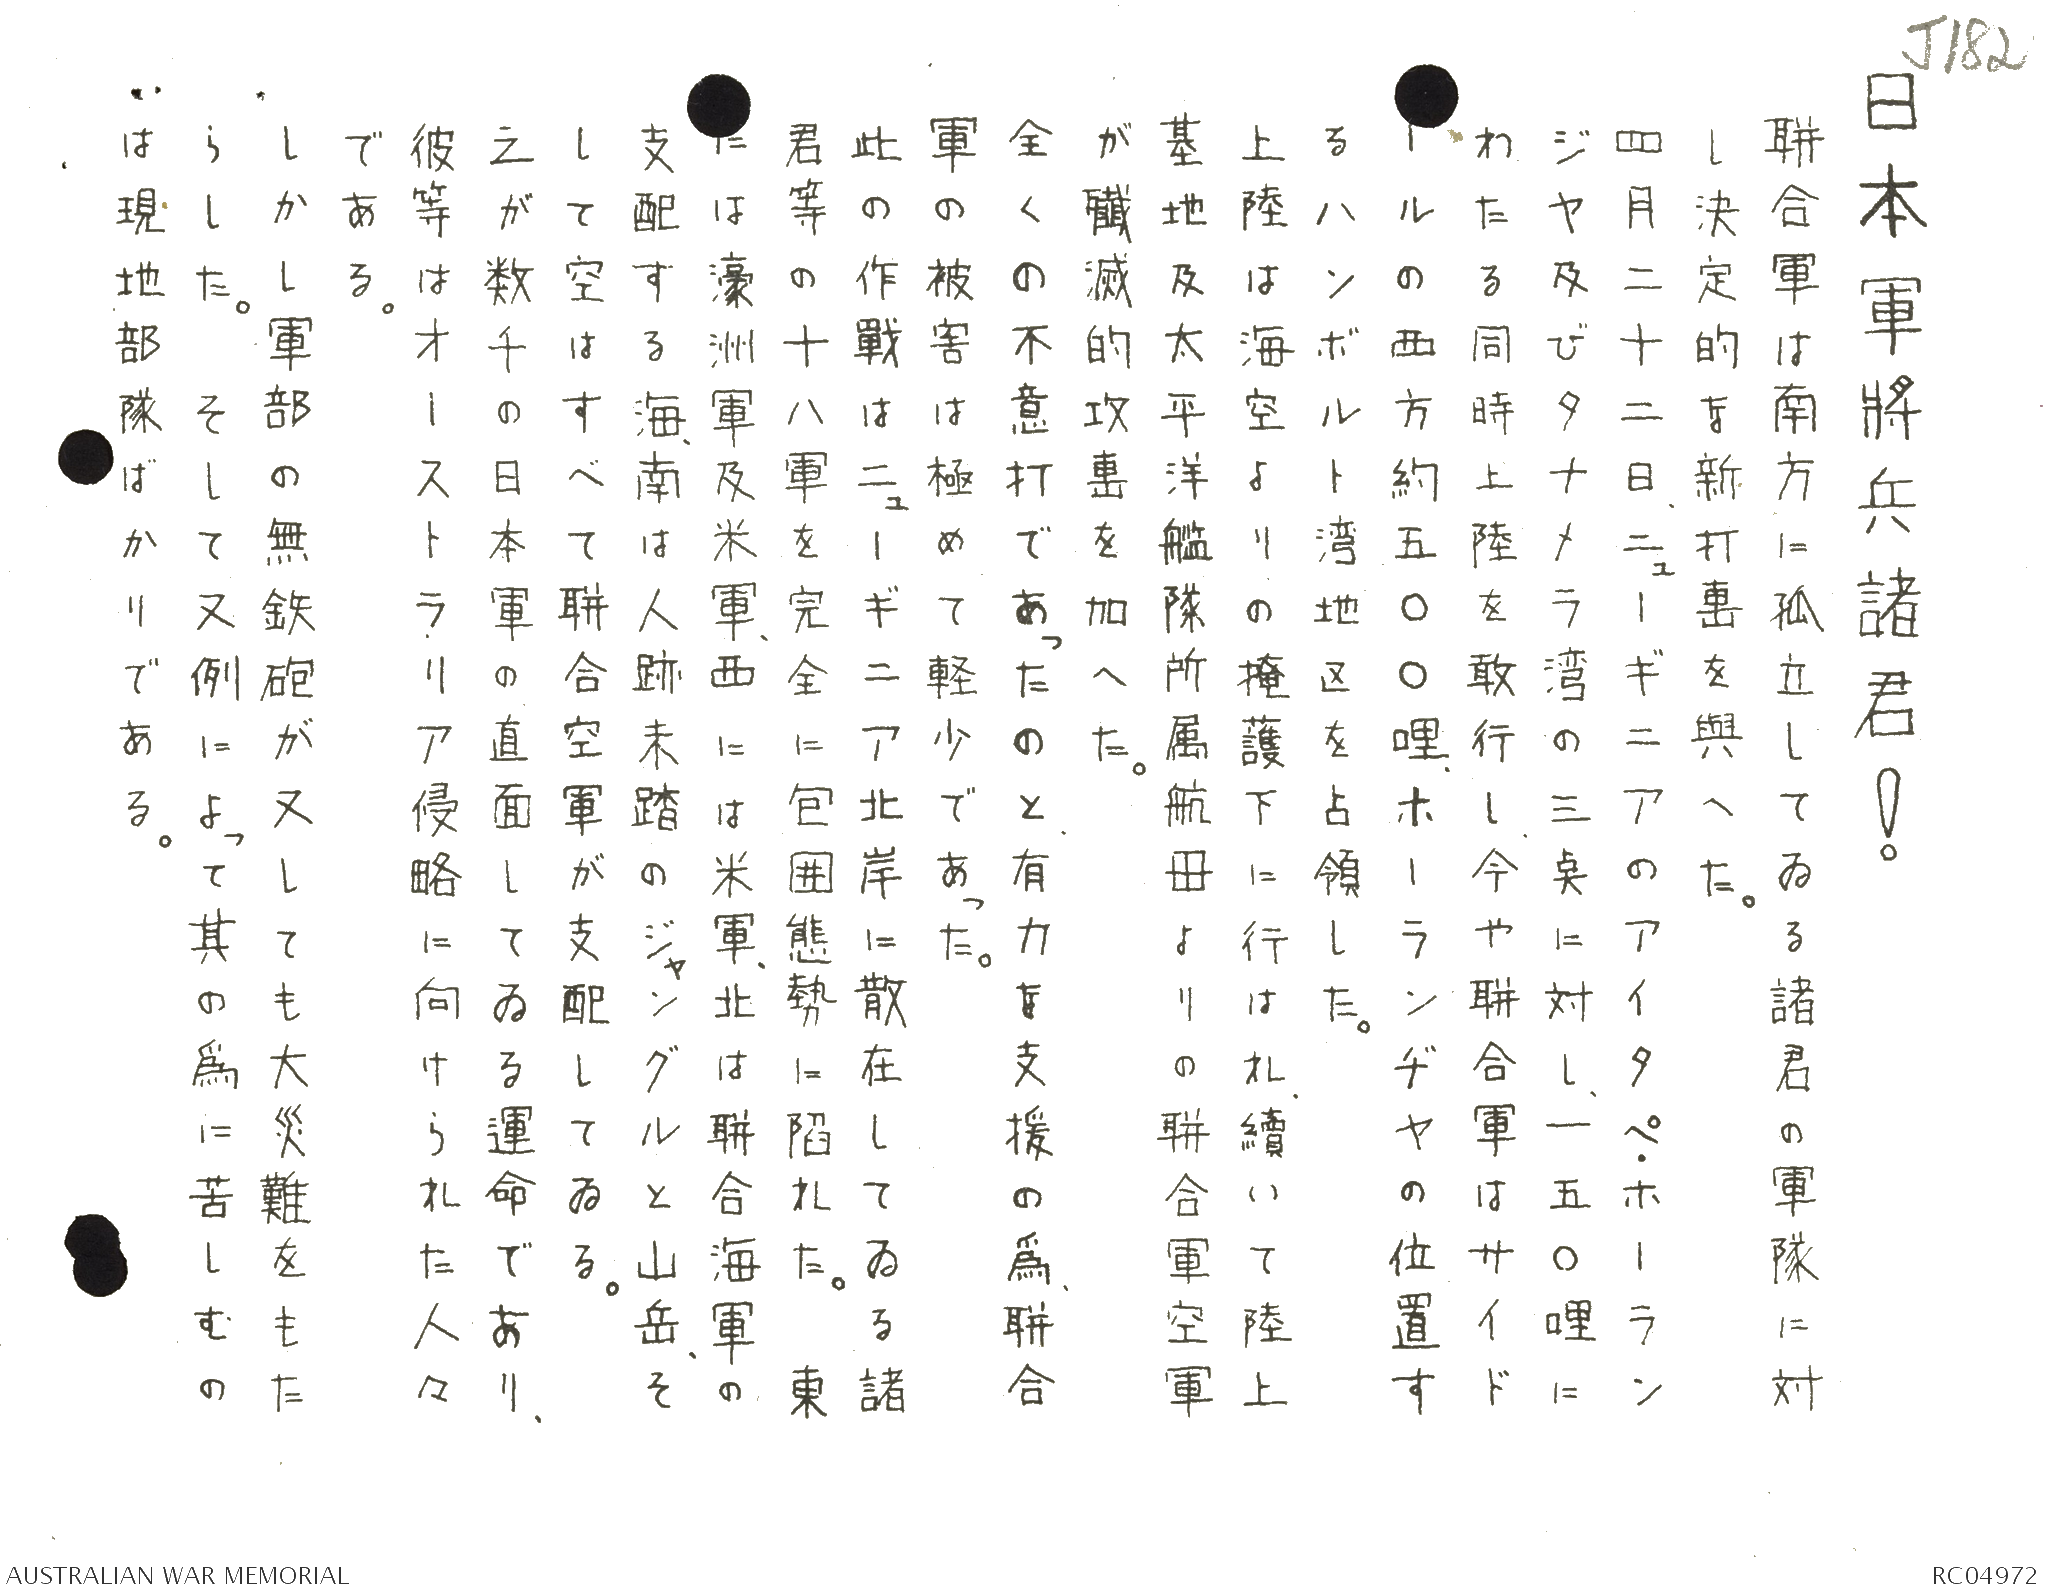 J182
日本軍將兵諸君！
聨合軍は南方に孤立してゐる諸君の軍隊に対
し決定的な新打撃を與へた。
四月二十二日、ニューギニアのアイタペ・ホーラン
ジヤ及びタナメラ湾の三点に対し、一五〇哩に
わたる同時上陸を敢行し、今や聨合軍はサイド
ールの西方約五〇〇哩、ホーランヂヤの位置す
るハンボルト湾地区を占領した。
上陸は海空よりの掩護下に行はれ、續いて陸上
基地及太平洋艦隊所属航母よりの聨合軍空軍
が殲滅的攻撃を加へた。
全くの不意打であったのと、有力な支援の爲、聨合
軍の被害は極めて軽少であった。
此の作戰はニューギニア北岸に散在してゐる諸
君等の十八軍を完全に包囲態勢に陷れた。　東
には濠洲軍及米軍、西には米軍、北は聨合海軍の
支配する海、南は人跡未踏のジャングルと山岳、そ
して空はすべて聨合空軍が支配してゐる。
之が数千の日本軍の直面してゐる運命であり、
彼等はオーストラリア侵略に向けられた人々
である。
しかし軍部の無鉄砲が又しても大災難をもた
らした。　そして又例によって其の爲に苦しむの
は現地部隊ばかりである。
AUSTRALIAN WAR MEMORIAL
RC04972